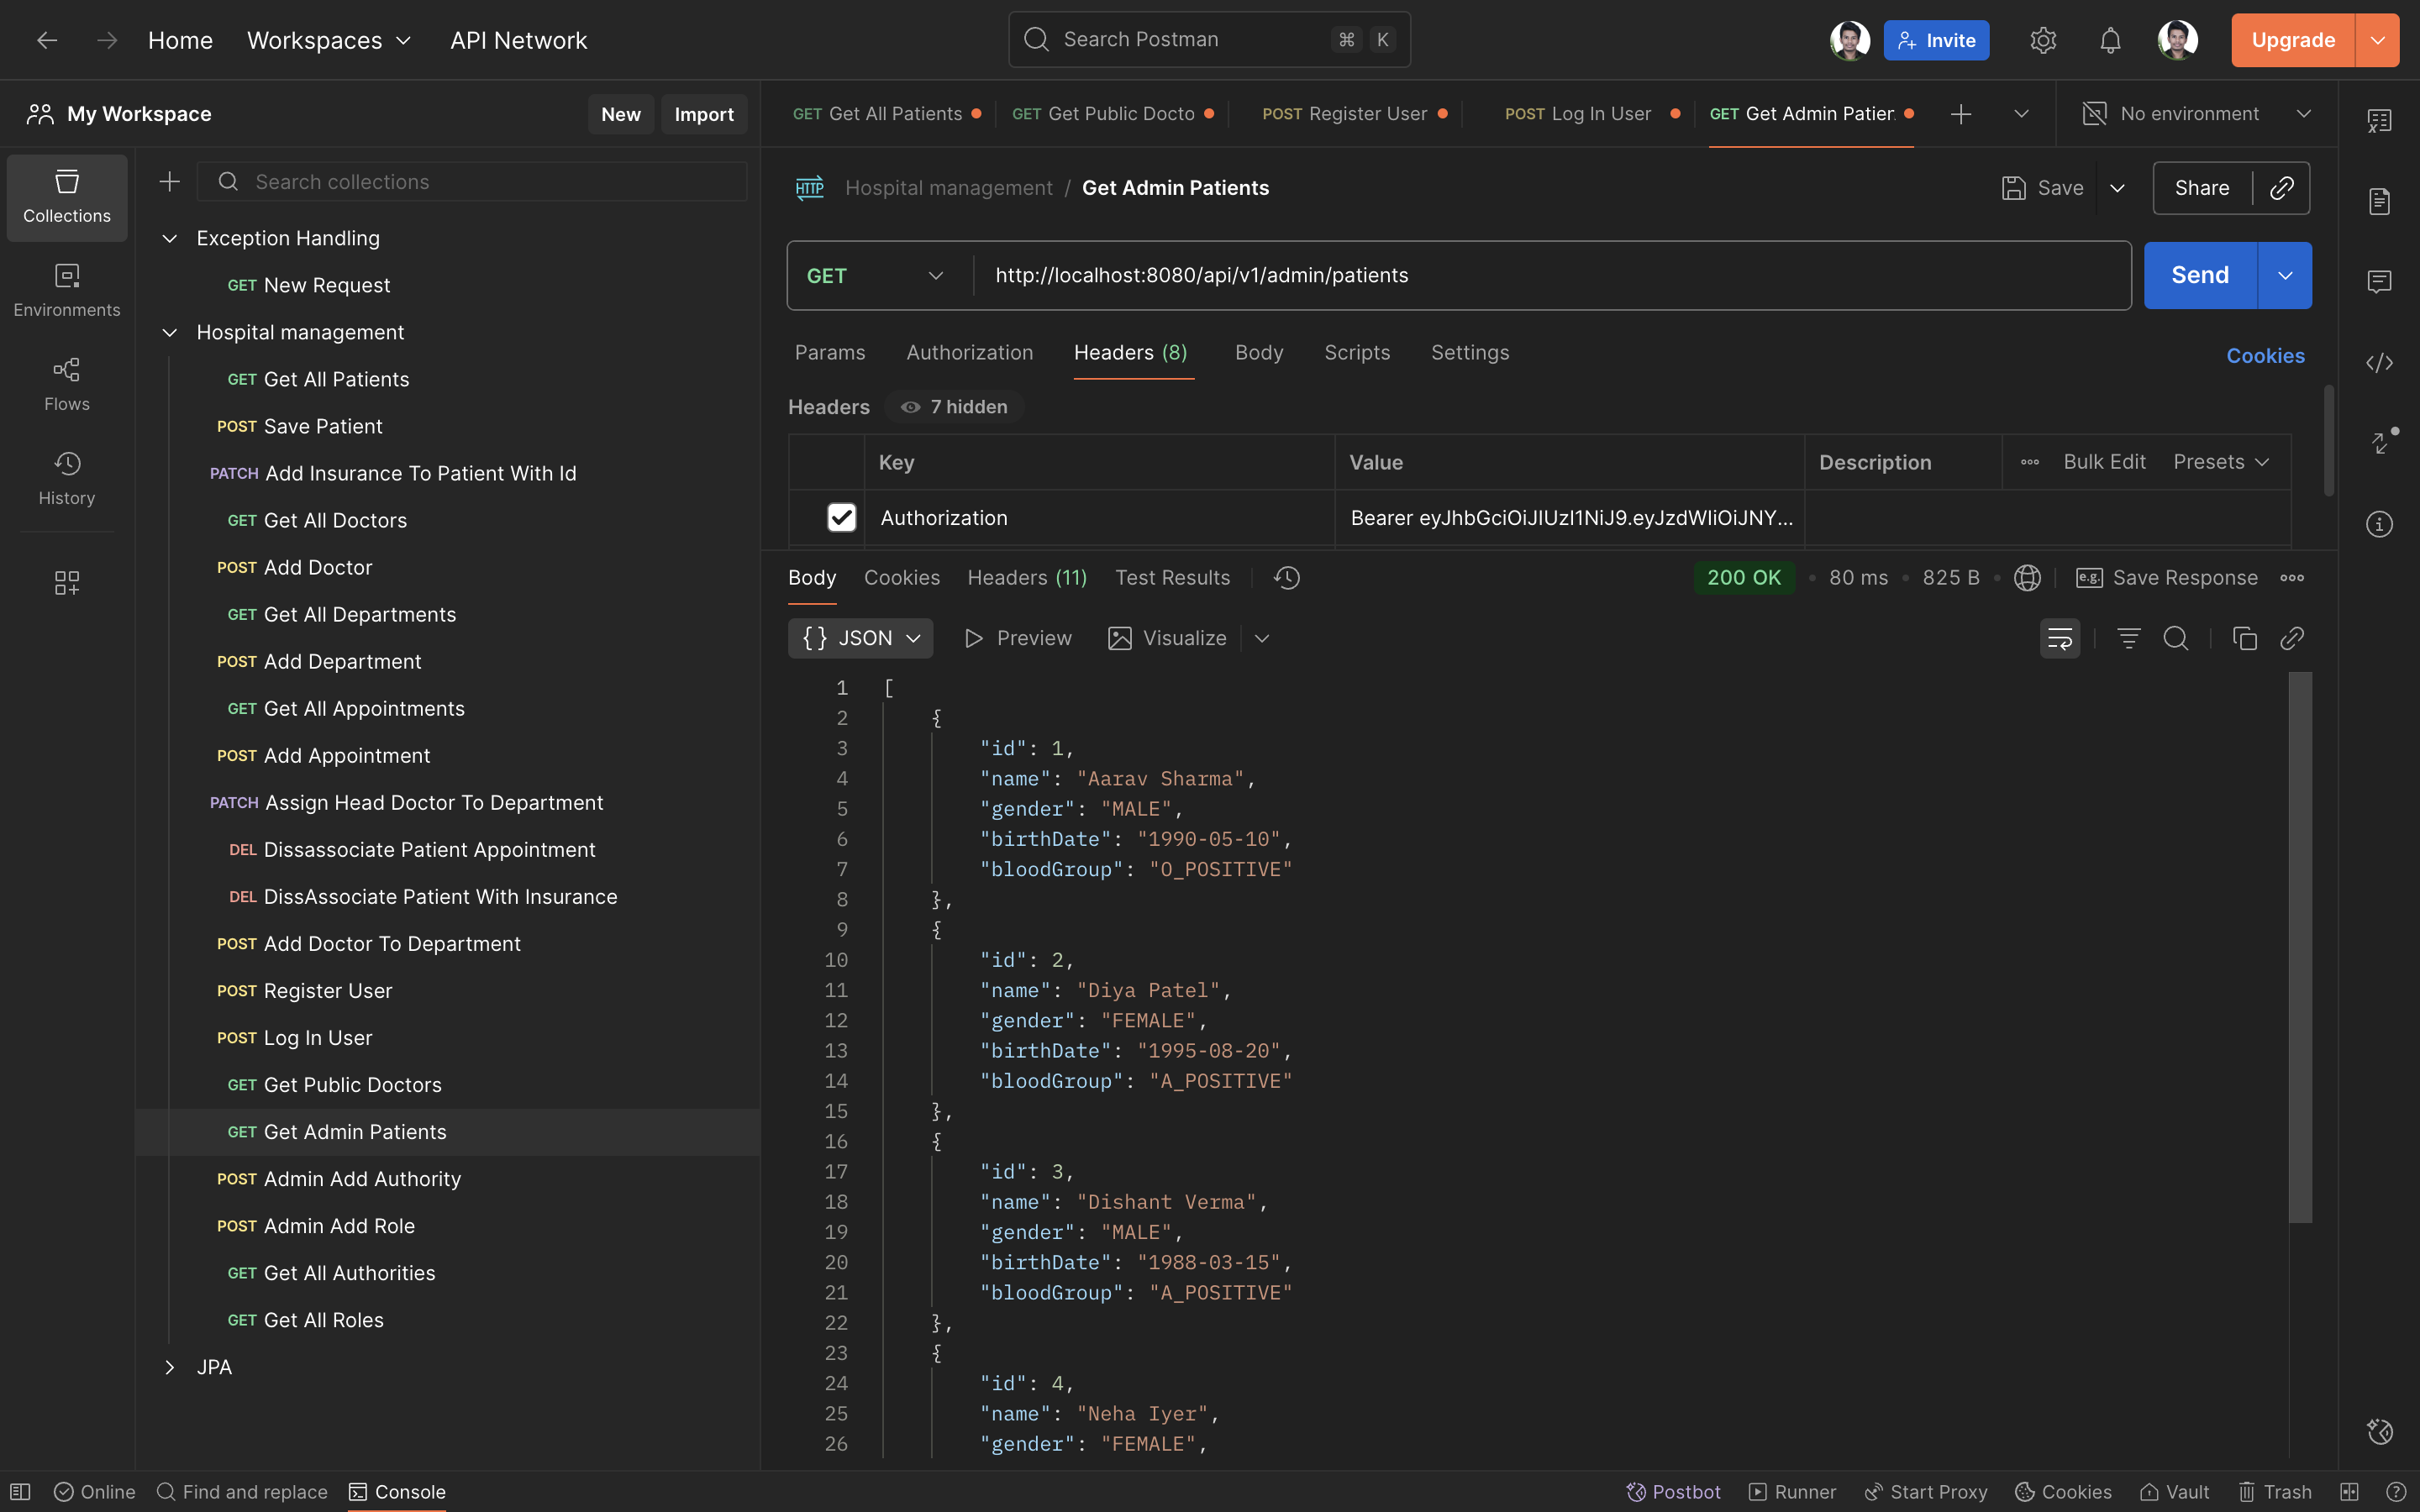 Home Workspaces API Network Search Postman ⌘ K Invite Upgrade
My Workspace New Import
GET Get All Patients GET Get Public Docto POST Register User POST Log In User GET Get Admin Patier No environment
Collections
Environments
Flows
History
Search collections
Exception Handling
GET New Request
Hospital management
GET Get All Patients
POST Save Patient
PATCH Add Insurance To Patient With Id
GET Get All Doctors
POST Add Doctor
GET Get All Departments
POST Add Department
GET Get All Appointments
POST Add Appointment
PATCH Assign Head Doctor To Department
DEL Dissassociate Patient Appointment
DEL DissAssociate Patient With Insurance
POST Add Doctor To Department
POST Register User
POST Log In User
GET Get Public Doctors
GET Get Admin Patients
POST Admin Add Authority
POST Admin Add Role
GET Get All Authorities
GET Get All Roles
JPA
HTTP Hospital management / Get Admin Patients Save Share
GET http://localhost:8080/api/v1/admin/patients Send
Params Authorization Headers (8) Body Scripts Settings Cookies
Headers 7 hidden
Key Value Description Bulk Edit Presets
Authorization Bearer eyJhbGciOiJIUzI1NiJ9.eyJzdWIiOiJNY...
Body Cookies Headers (11) Test Results 200 OK • 80 ms • 825 B • e.g. Save Response
{} JSON Preview Visualize
1 [
2 {
3 "id": 1,
4 "name": "Aarav Sharma",
5 "gender": "MALE",
6 "birthDate": "1990-05-10",
7 "bloodGroup": "O_POSITIVE"
8 },
9 {
10 "id": 2,
11 "name": "Diya Patel",
12 "gender": "FEMALE",
13 "birthDate": "1995-08-20",
14 "bloodGroup": "A_POSITIVE"
15 },
16 {
17 "id": 3,
18 "name": "Dishant Verma",
19 "gender": "MALE",
20 "birthDate": "1988-03-15",
21 "bloodGroup": "A_POSITIVE"
22 },
23 {
24 "id": 4,
25 "name": "Neha Iyer",
26 "gender": "FEMALE",
Online Find and replace Console Postbot Runner Start Proxy Cookies Vault Trash